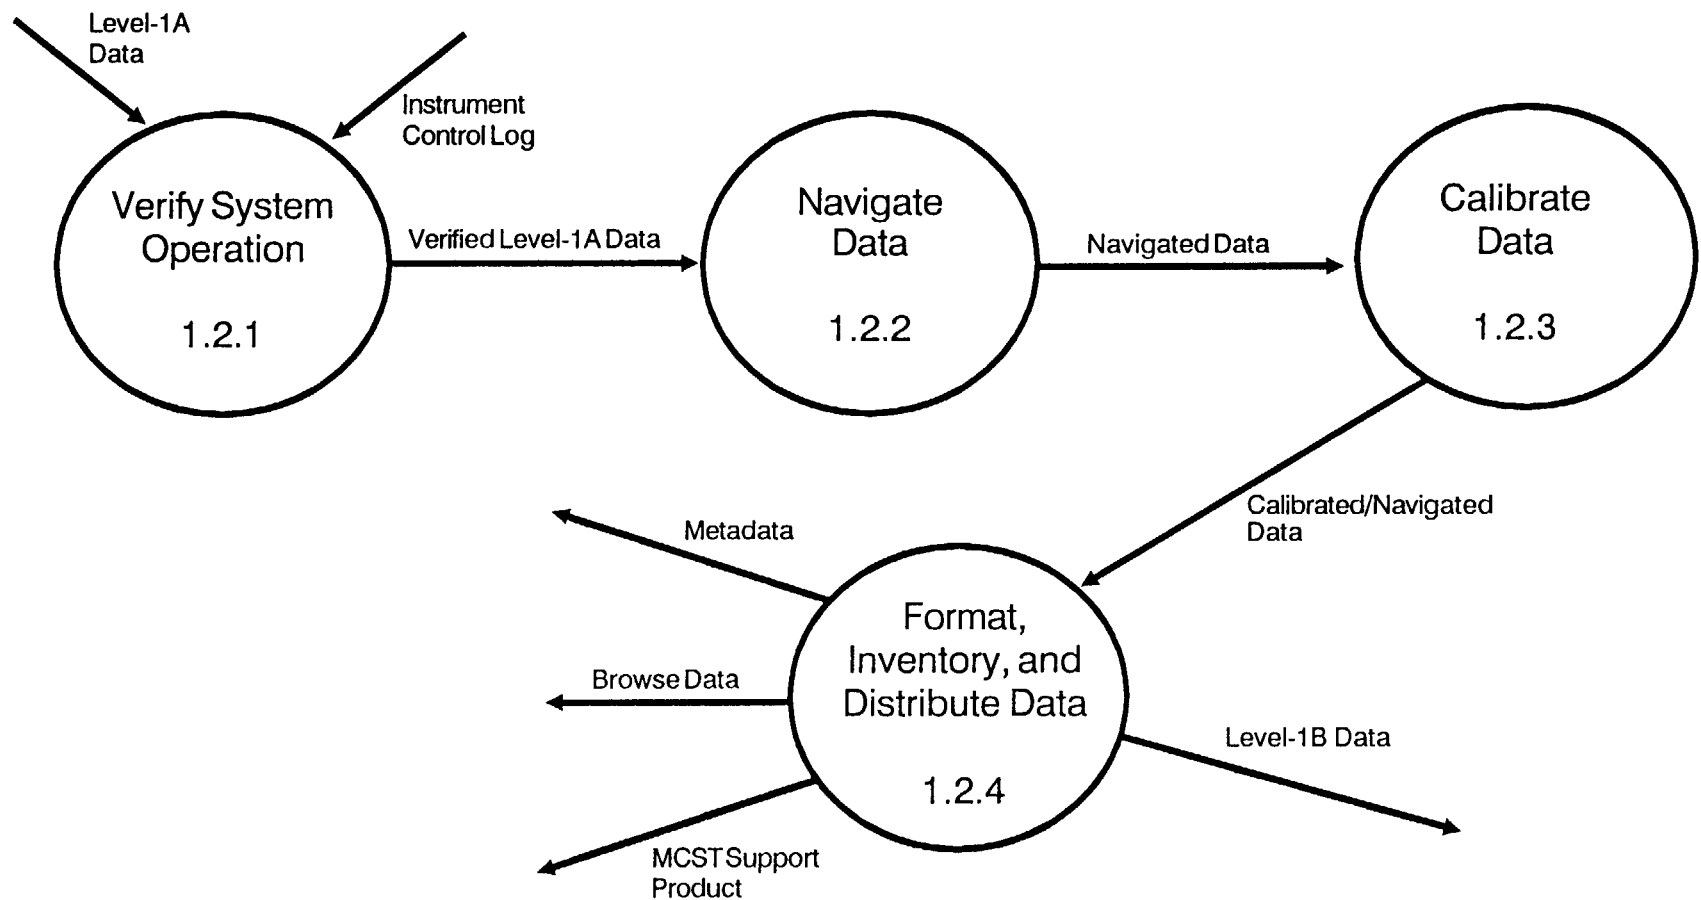 Level-1A
Data
Instrument
Control Log
Verify System
Operation
1.2.1
Verified Level-1A Data
Navigate
Data
1.2.2
Navigated Data
Calibrate
Data
1.2.3
Calibrated/Navigated
Data
Metadata
Browse Data
MCST Support
Product
Format,
Inventory, and
Distribute Data
1.2.4
Level-1B Data